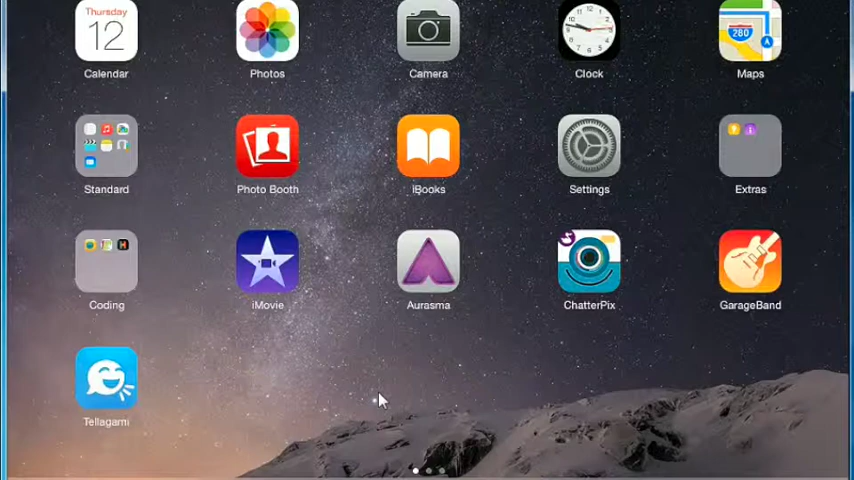 Thursday
12
Calendar
Photos
Camera
Clock
280
Maps
Standard
Photo Booth
iBooks
Settings
Extras
Coding
iMovie
Aurasma
ChatterPix
GarageBand
Tellagami